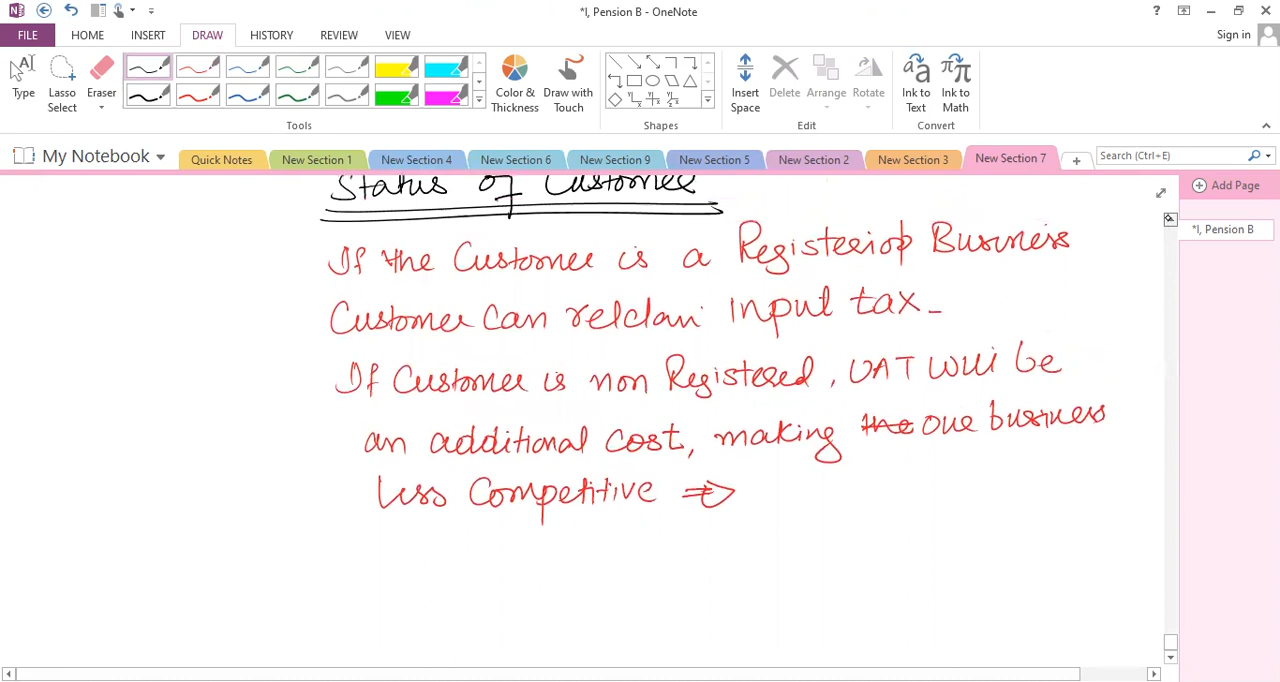 *I, Pension B - OneNote
?
FILE HOME INSERT DRAW HISTORY REVIEW VIEW
Sign in
Type
Lasso Select
Eraser
Color & Thickness
Draw with Touch
Insert Space
Delete
Arrange
Rotate
Ink to Text
Ink to Math
Tools
Shapes
Edit
Convert
My Notebook
Quick Notes New Section 1 New Section 4 New Section 6 New Section 9 New Section 5 New Section 2 New Section 3 New Section 7
Search (Ctrl+E)
Add Page
*I, Pension B
Status of Customer
If the Customer is a Business
Customer can input tax
If Customer is non Registered, VAT will be
an additional cost, making the one business
less Competitive ⇒